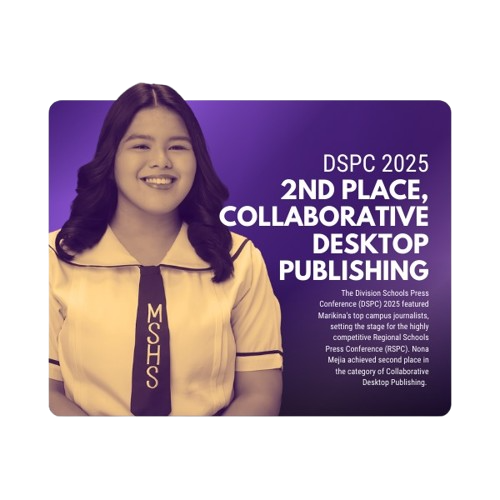 DSPC 2025
2ND PLACE,
COLLABORATIVE
DESKTOP
PUBLISHING
The Division Schools Press
Conference (DSPC) 2025 featured
Marikina's top campus journalists,
setting the stage for the highly
competitive Regional Schools
Press Conference (RSPC). Nona
Mejia achieved second place in
the category of Collaborative
Desktop Publishing.
MSHS